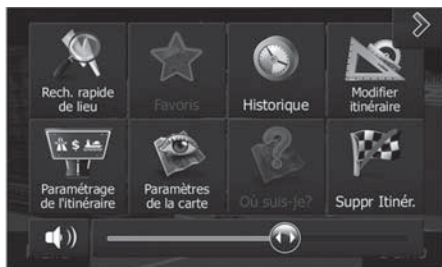 Rech. rapide
de lieu
Favoris
Historique
Modifier
itinéraire
Paramétrage
de l'itinéraire
Paramètres
de la carte
Où suis-je?
Suppr Itinér.